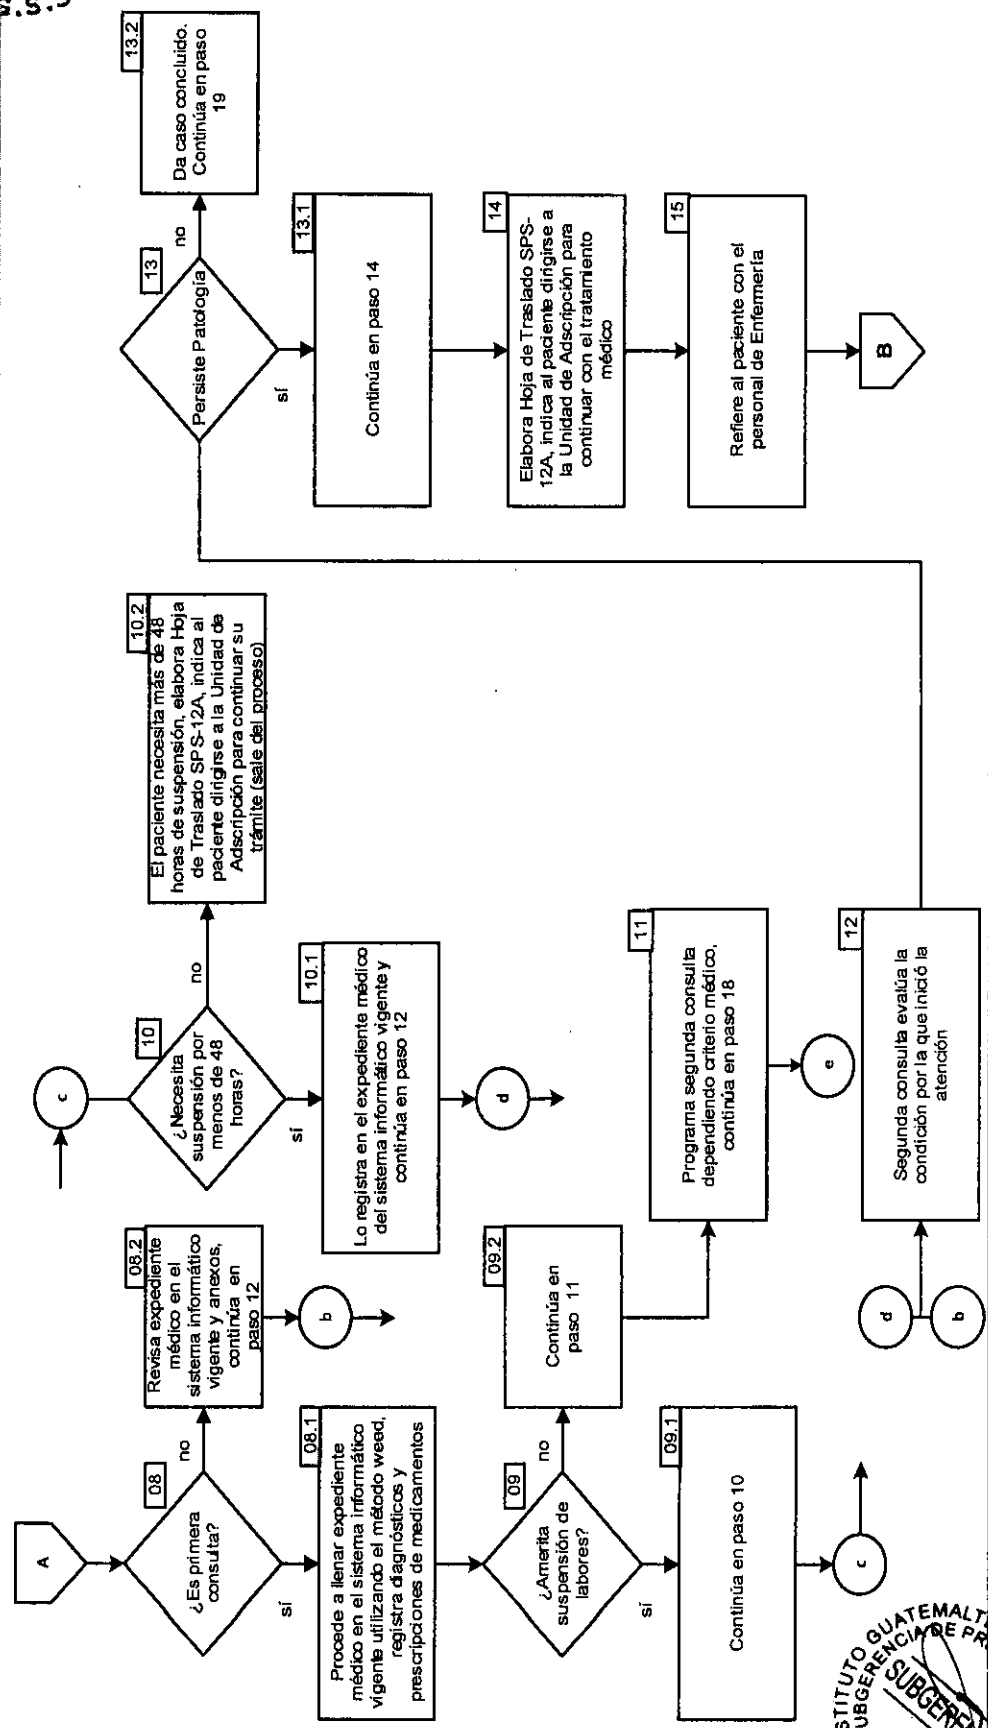 A
08
¿Es primera
consulta?
no
sí
08.2
Revisa expediente
médico en el
sistema informático
vigente y anexos,
continúa en
paso 12
b
08.1
Procede a llenar expediente
médico en el sistema informático
vigente utilizando el método weed,
registra diagnósticos y
prescripciones de medicamentos
09
¿Amerita
suspensión de
labores?
no
sí
09.2
Continúa en
paso 11
09.1
Continúa en paso 10
c
c
10
¿Necesita
suspensión por
menos de 48
horas?
no
sí
10.2
El paciente necesita más de 48
horas de suspensión, elabora Hoja
de Traslado SPS-12A, indica al
paciente dirigirse a la Unidad de
Adscripción para continuar su
trámite (sale del proceso)
10.1
Lo registra en el expediente médico
del sistema informático vigente y
continúa en paso 12
d
11
Programa segunda consulta
dependiendo criterio médico,
continúa en paso 18
e
d
b
12
Segunda consulta evalúa la
condición por la que inició la
atención
13
Persiste Patología
no
sí
13.2
Da caso concluido.
Continúa en paso
19
13.1
Continúa en paso 14
14
Elabora Hoja de Traslado SPS-
12A, indica al paciente dirigirse a
la Unidad de Adscripción para
continuar con el tratamiento
médico
15
Refiere al paciente con el
personal de Enfermería
B
GUATEMALT